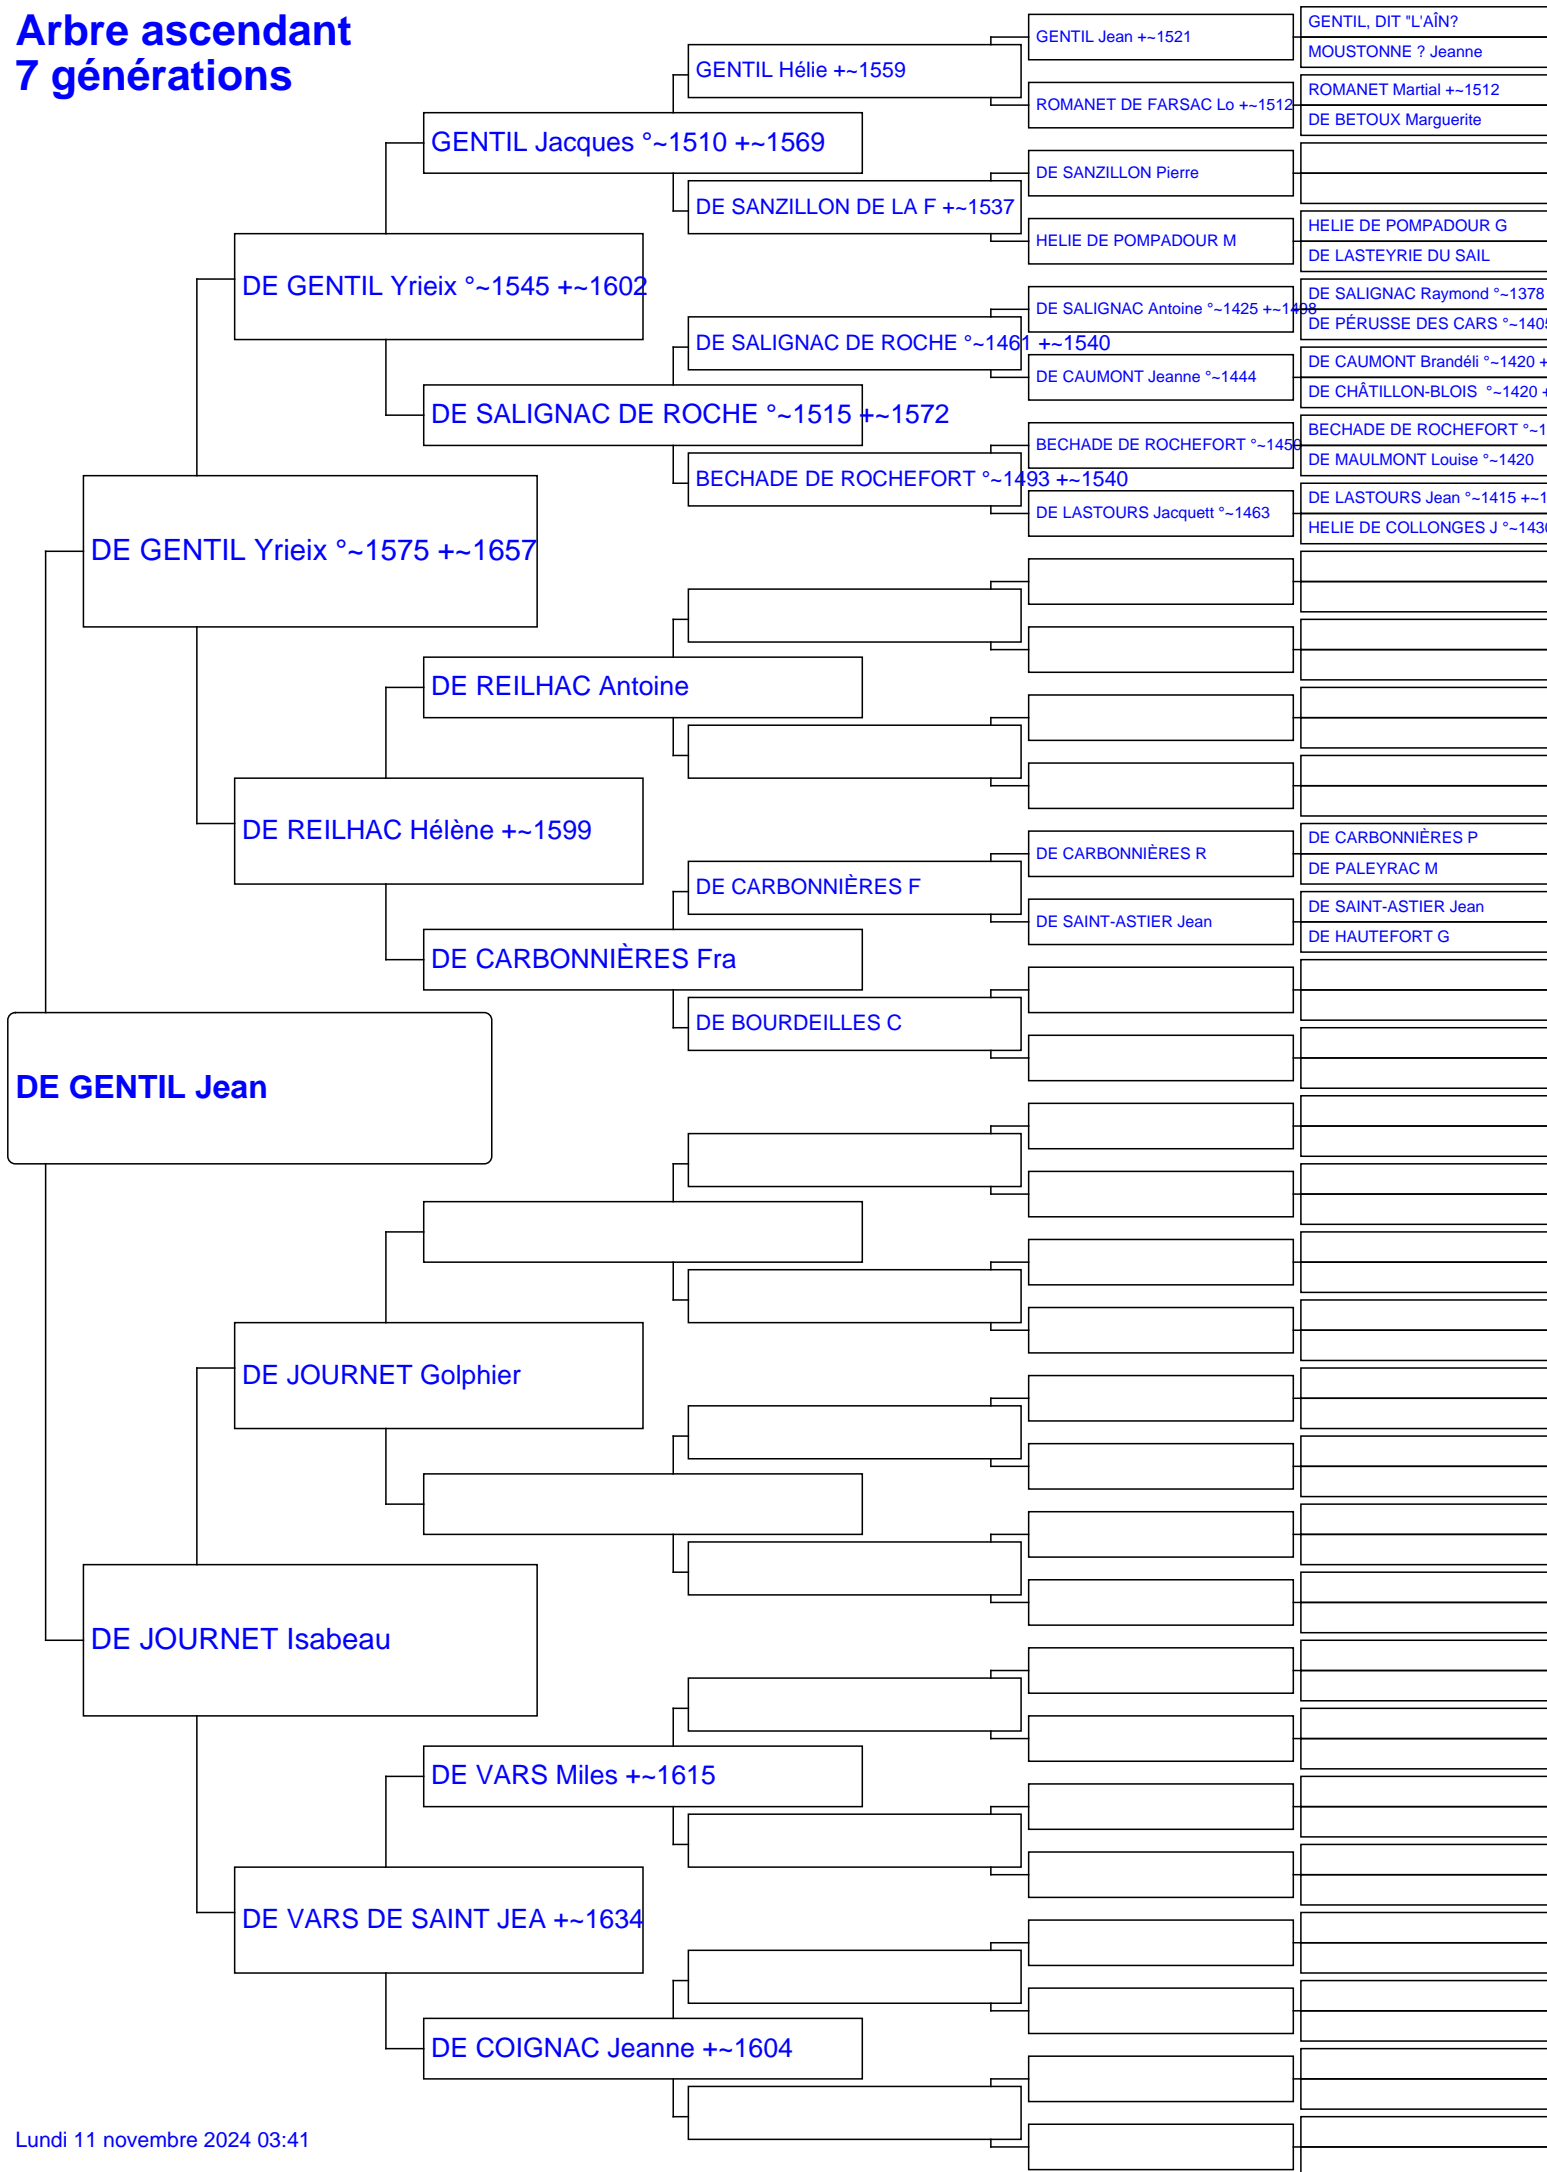 Arbre ascendant
7 générations
GENTIL, DIT "L'AÎN?
GENTIL Jean +~1521
MOUSTONNE ? Jeanne
GENTIL Hélie +~1559
ROMANET Martial +~1512
ROMANET DE FARSAC Lo +~1512
DE BETOUX Marguerite
GENTIL Jacques °~1510 +~1569
DE SANZILLON Pierre
DE SANZILLON DE LA F +~1537
HELIE DE POMPADOUR G
HELIE DE POMPADOUR M
DE LASTEYRIE DU SAIL
DE GENTIL Yrieix °~1545 +~1602
DE SALIGNAC Raymond °~1378
DE SALIGNAC Antoine °~1425 +~1498
DE PÉRUSSE DES CARS °~1405
DE SALIGNAC DE ROCHE °~1461 +~1540
DE CAUMONT Brandéli °~1420 +
DE CAUMONT Jeanne °~1444
DE CHÂTILLON-BLOIS °~1420 +
DE SALIGNAC DE ROCHE °~1515 +~1572
BECHADE DE ROCHEFORT °~1
BECHADE DE ROCHEFORT °~1450
DE MAULMONT Louise °~1420
BECHADE DE ROCHEFORT °~1493 +~1540
DE LASTOURS Jean °~1415 +~1
DE LASTOURS Jacquett °~1463
HELIE DE COLLONGES J °~1430
DE GENTIL Yrieix °~1575 +~1657
DE REILHAC Antoine
DE REILHAC Hélène +~1599
DE CARBONNIÈRES P
DE CARBONNIÈRES R
DE PALEYRAC M
DE CARBONNIÈRES F
DE SAINT-ASTIER Jean
DE SAINT-ASTIER Jean
DE HAUTEFORT G
DE CARBONNIÈRES Fra
DE BOURDEILLES C
DE GENTIL Jean
DE JOURNET Golphier
DE JOURNET Isabeau
DE VARS Miles +~1615
DE VARS DE SAINT JEA +~1634
DE COIGNAC Jeanne +~1604
Lundi 11 novembre 2024 03:41